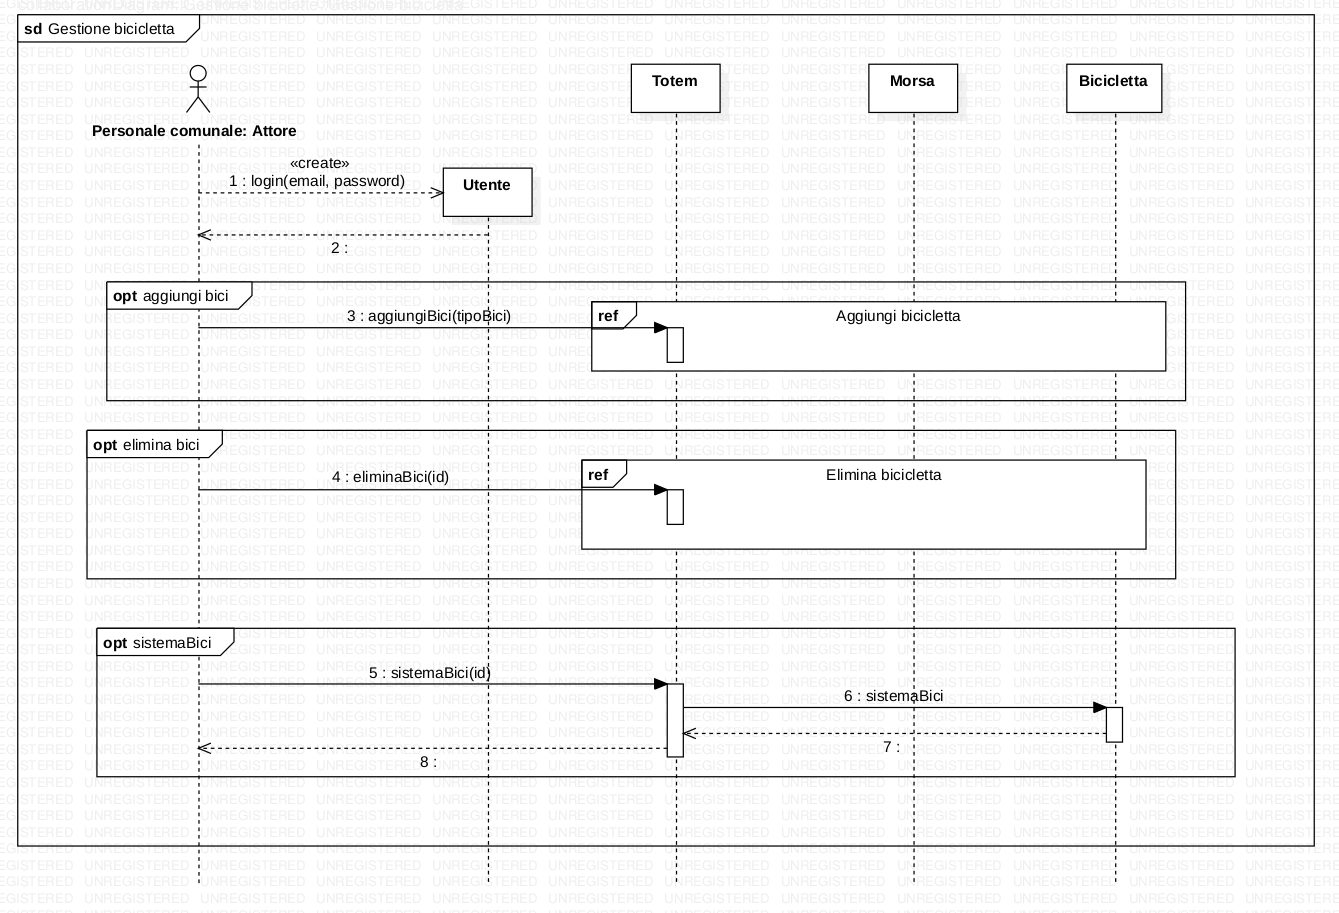 sd Gestione bicicletta
Totem
Morsa
Bicicletta
Personale comunale: Attore
«create»
1 : login(email, password)
Utente
2 :
opt aggiungi bici
3 : aggiungiBici(tipoBici)
ref
Aggiungi bicicletta
opt elimina bici
4 : eliminaBici(id)
ref
Elimina bicicletta
opt sistemaBici
5 : sistemaBici(id)
6 : sistemaBici
7 :
8 :
UNREGISTERED